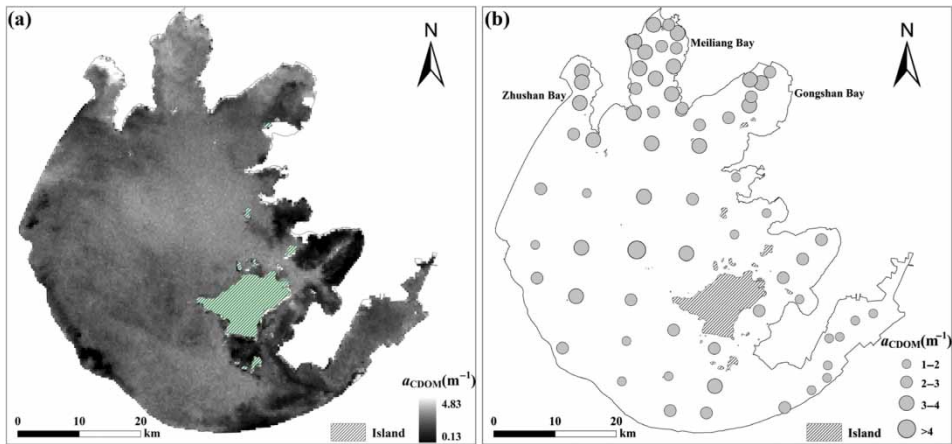 (a)
N
aCDOM(m⁻¹)
4.83
0.13
Island
0 10 20
km
(b)
Meiliang Bay
N
Zhushan Bay
Gongshan Bay
aCDOM(m⁻¹)
1–2
2–3
3–4
>4
Island
0 10 20
km